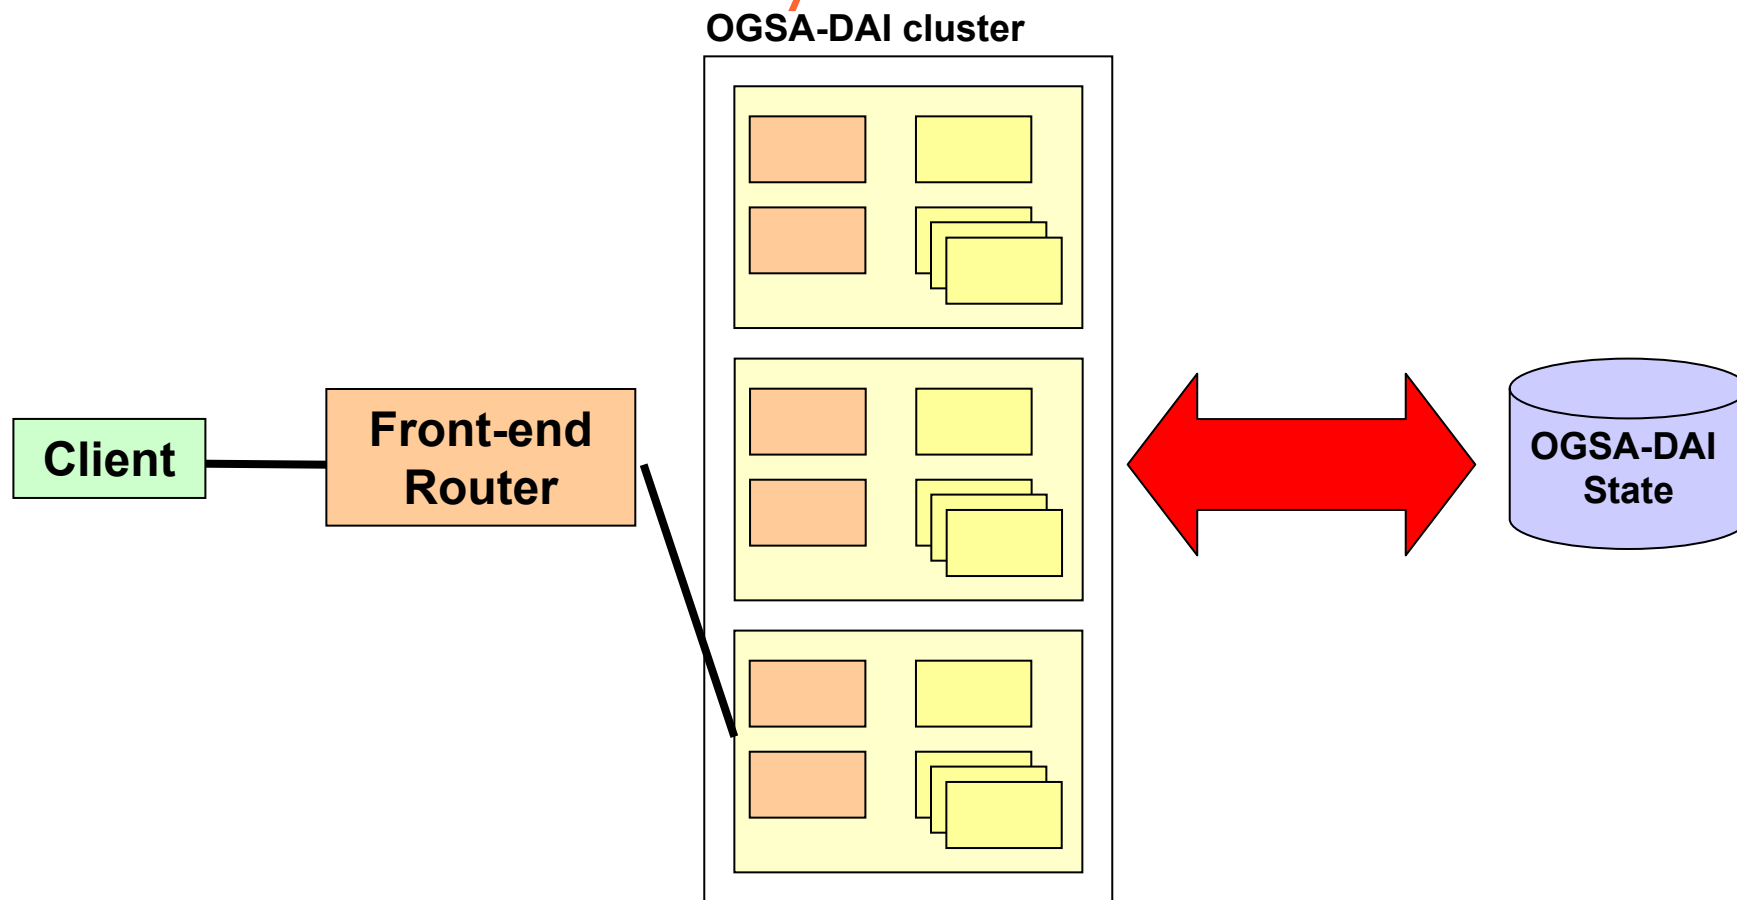 OGSA-DAI cluster
Client
Front-end
Router
OGSA-DAI
State